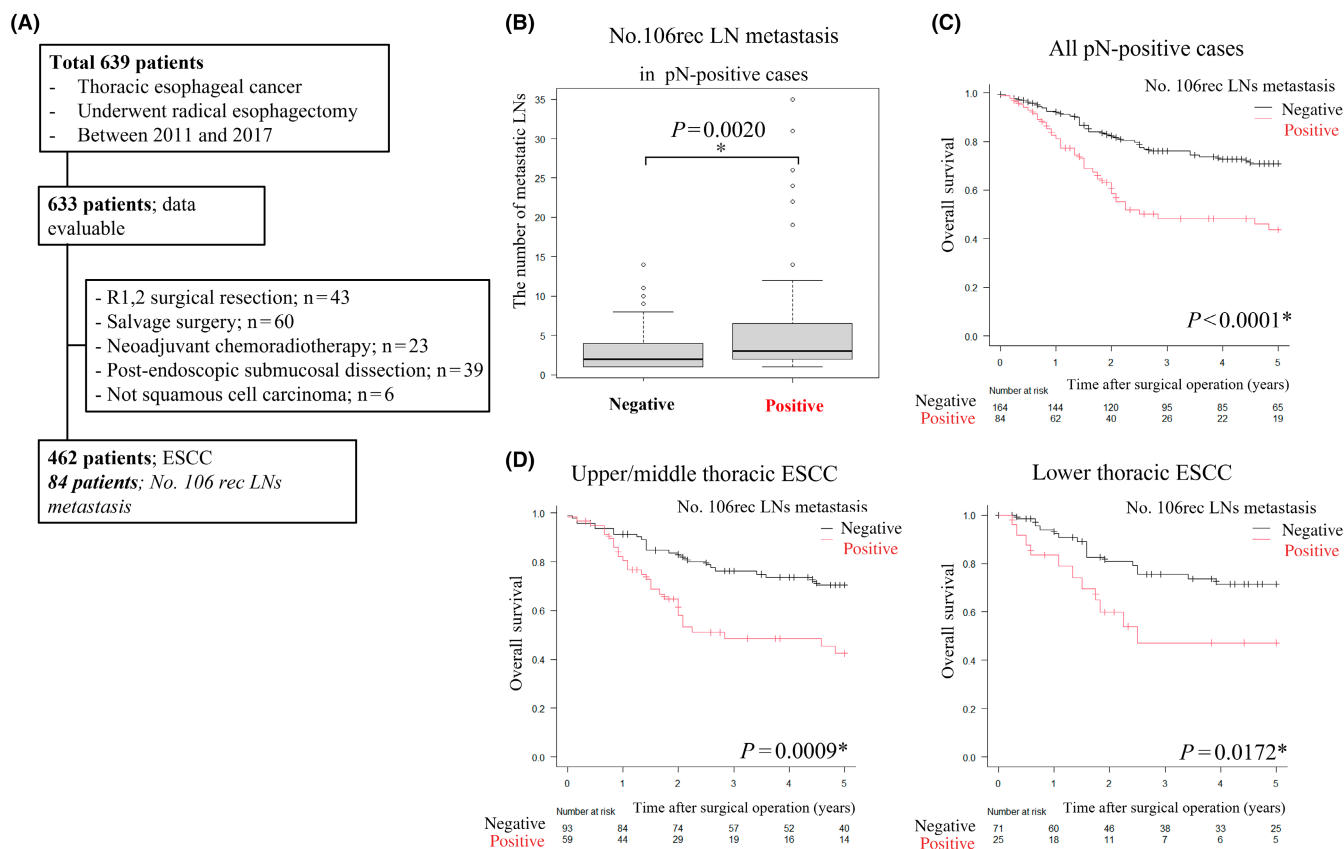 (A)
Total 639 patients
- Thoracic esophageal cancer
- Underwent radical esophagectomy
- Between 2011 and 2017
633 patients; data
evaluable
- R1,2 surgical resection; n=43
- Salvage surgery; n=60
- Neoadjuvant chemoradiotherapy; n=23
- Post-endoscopic submucosal dissection; n=39
- Not squamous cell carcinoma; n=6
462 patients; ESCC
84 patients; No. 106 rec LNs
metastasis
(B)
No.106rec LN metastasis
in pN-positive cases
The number of metastatic LNs
35
30
25
20
15
10
5
0
P=0.0020
*
Negative Positive
(C)
All pN-positive cases
No. 106rec LNs metastasis
Negative
Positive
Overall survival
1.0
0.8
0.6
0.4
0.2
0.0
P<0.0001*
0 1 2 3 4 5
Number at risk Time after surgical operation (years)
Negative 164 144 120 95 85 65
Positive 84 62 40 26 22 19
(D)
Upper/middle thoracic ESCC
No. 106rec LNs metastasis
Negative
Positive
Overall survival
1.0
0.8
0.6
0.4
0.2
0.0
P=0.0009*
0 1 2 3 4 5
Number at risk Time after surgical operation (years)
Negative 93 84 74 57 52 40
Positive 59 44 29 19 16 14
Lower thoracic ESCC
No. 106rec LNs metastasis
Negative
Positive
Overall survival
1.0
0.8
0.6
0.4
0.2
0.0
P=0.0172*
0 1 2 3 4 5
Number at risk Time after surgical operation (years)
Negative 71 60 46 38 33 25
Positive 25 18 11 7 6 5